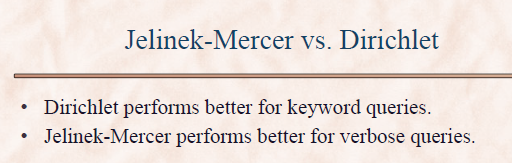 Jelinek-Mercer vs. Dirichlet
• Dirichlet performs better for keyword queries.
• Jelinek-Mercer performs better for verbose queries.